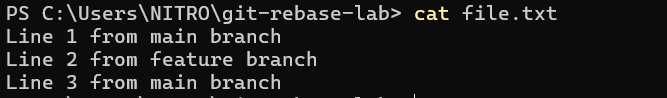 PS C:\Users\NITRO\git-rebase-lab> cat file.txt
Line 1 from main branch
Line 2 from feature branch
Line 3 from main branch